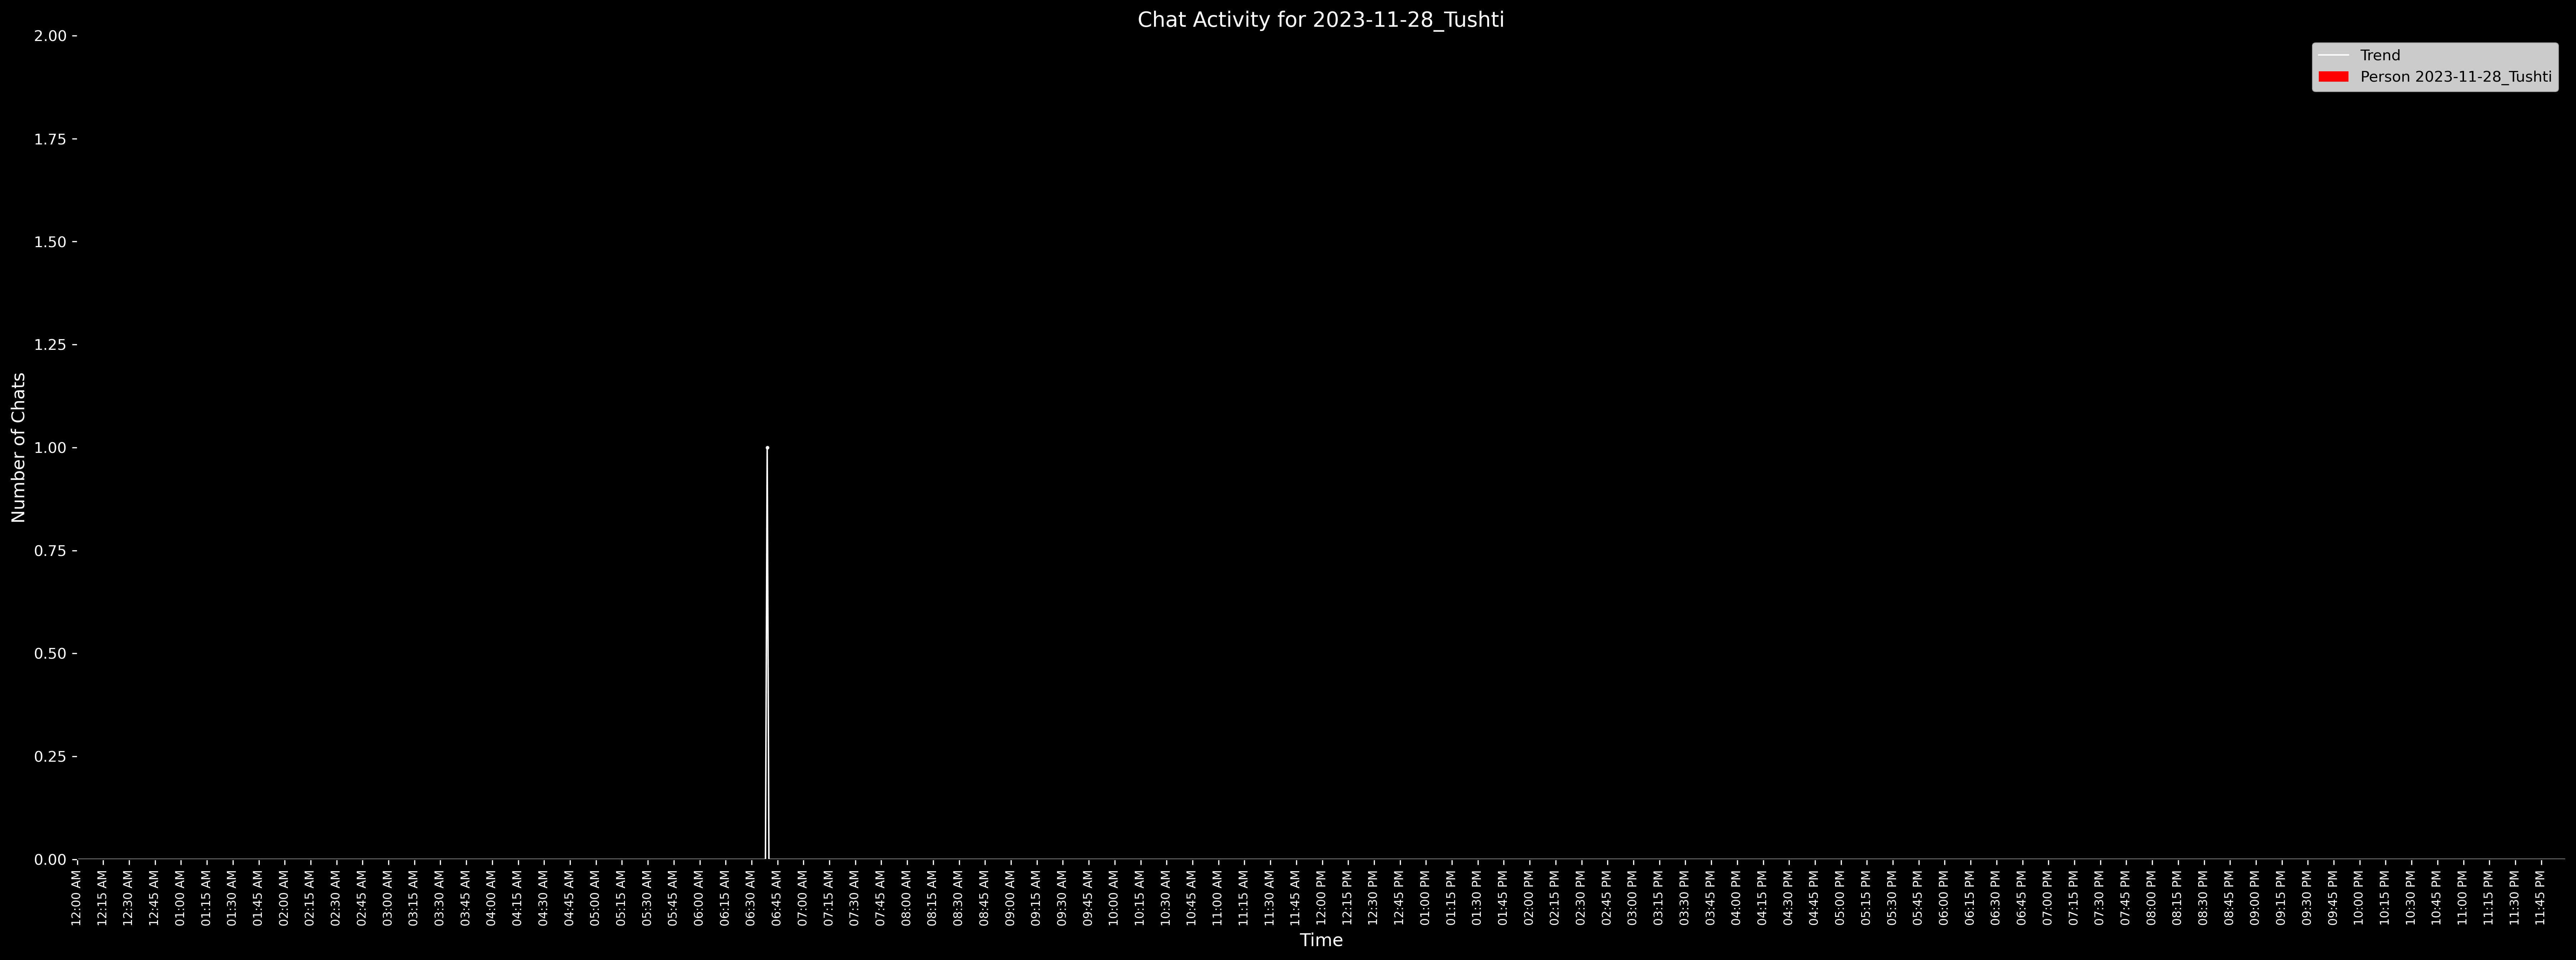 Chat Activity for 2023-11-28_Tushti
Trend
Person 2023-11-28_Tushti
Number of Chats
2.00
1.75
1.50
1.25
1.00
0.75
0.50
0.25
0.00
12:00 AM
12:15 AM
12:30 AM
12:45 AM
01:00 AM
01:15 AM
01:30 AM
01:45 AM
02:00 AM
02:15 AM
02:30 AM
02:45 AM
03:00 AM
03:15 AM
03:30 AM
03:45 AM
04:00 AM
04:15 AM
04:30 AM
04:45 AM
05:00 AM
05:15 AM
05:30 AM
05:45 AM
06:00 AM
06:15 AM
06:30 AM
06:45 AM
07:00 AM
07:15 AM
07:30 AM
07:45 AM
08:00 AM
08:15 AM
08:30 AM
08:45 AM
09:00 AM
09:15 AM
09:30 AM
09:45 AM
10:00 AM
10:15 AM
10:30 AM
10:45 AM
11:00 AM
11:15 AM
11:30 AM
11:45 AM
12:00 PM
12:15 PM
12:30 PM
12:45 PM
01:00 PM
01:15 PM
01:30 PM
01:45 PM
02:00 PM
02:15 PM
02:30 PM
02:45 PM
03:00 PM
03:15 PM
03:30 PM
03:45 PM
04:00 PM
04:15 PM
04:30 PM
04:45 PM
05:00 PM
05:15 PM
05:30 PM
05:45 PM
06:00 PM
06:15 PM
06:30 PM
06:45 PM
07:00 PM
07:15 PM
07:30 PM
07:45 PM
08:00 PM
08:15 PM
08:30 PM
08:45 PM
09:00 PM
09:15 PM
09:30 PM
09:45 PM
10:00 PM
10:15 PM
10:30 PM
10:45 PM
11:00 PM
11:15 PM
11:30 PM
11:45 PM
Time